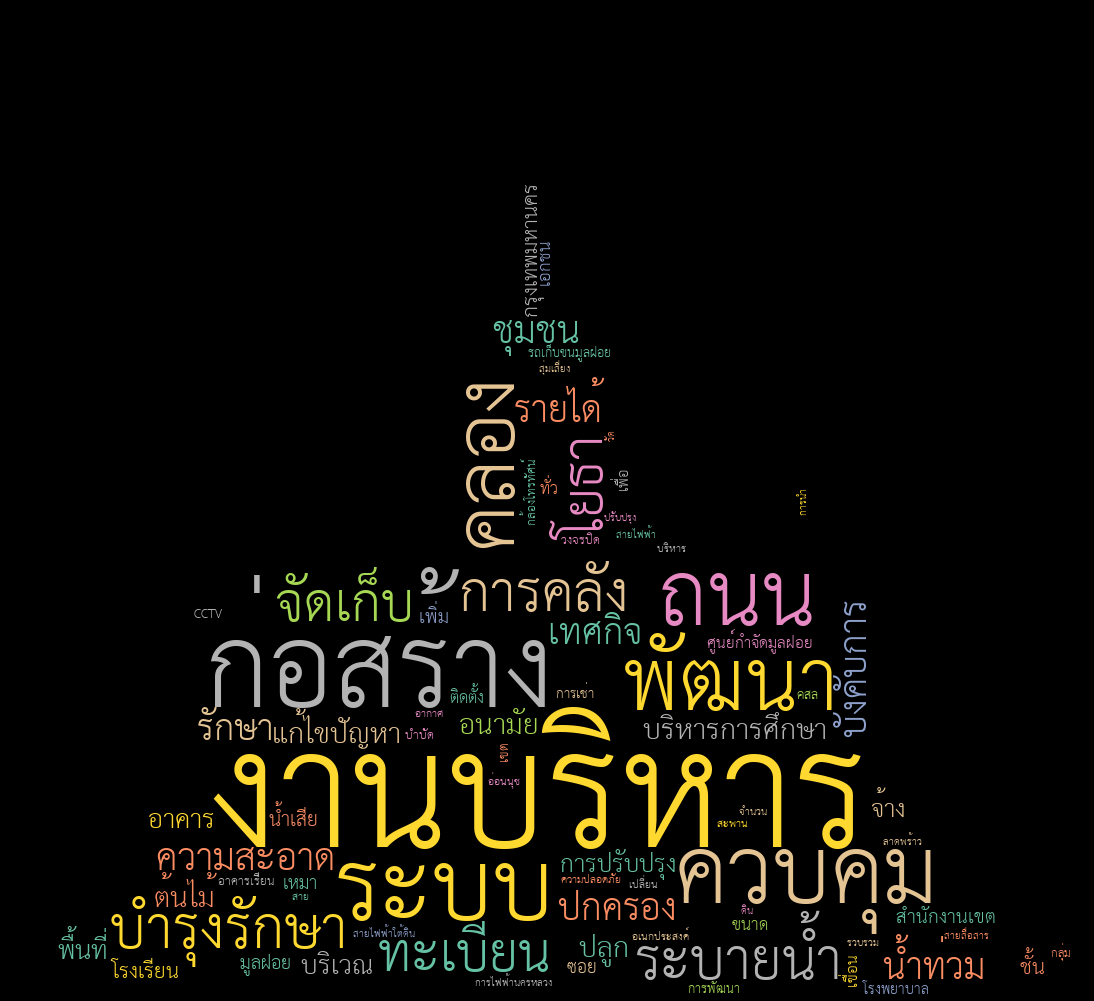 กรุงเทพมหานคร
เอกชน
ชุมชน
รถเก็บขนมูลฝอย
สุ่มเสี่ยง
คลอง
รายได้
วัด
โยธา
กล้องโทรทัศน์
ทั่ว
เพื่อ
การนำ
ปรับปรุง
วงจรปิด
สายไฟฟ้า
บริหาร
จัดเก็บ
การคลัง
ถนน
CCTV
เพิ่ม
เทศกิจ
ศูนย์กำจัดมูลฝอย
บังคับการ
ก่อสร้าง
พัฒนา
ติดตั้ง
การเช่า
คสล
อากาศ
รักษา
แก้ไขปัญหา
บำบัด
อนามัย
บริหารการศึกษา
เขต
งานบริหาร
อ่อนนุช
อาคาร
น้ำเสีย
จำนวน
สะพาน
จ้าง
ลาดพร้าว
ความสะอาด
ระบบ
การปรับปรุง
ควบคุม
อาคารเรียน
เหมา
ความปลอดภัย
เปลี่ยน
ต้นไม้
สาย
ปกครอง
ดิน
ขนาด
สำนักงานเขต
บำรุงรักษา
สายไฟฟ้าใต้ดิน
อเนกประสงค์
รวบรวม
สายสื่อสาร
พื้นที่
ทะเบียน
ปลูก
ระบายน้ำ
น้ำท่วม
กลุ่ม
โรงเรียน
มูลฝอย
บริเวณ
ซอย
เขื่อน
ชั้น
การไฟฟ้านครหลวง
การพัฒนา
โรงพยาบาล